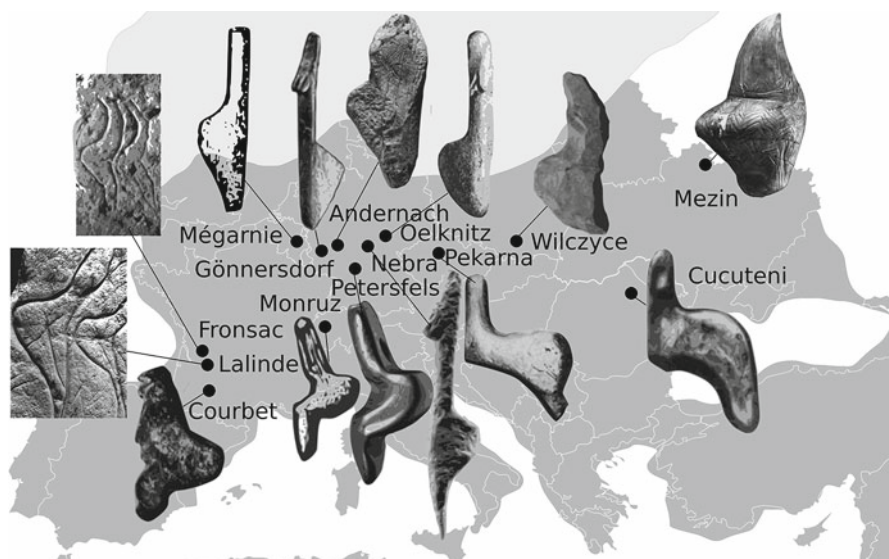 Mezin
Andernach
Mégarnie
Oelknitz
Wilczyce
Gönnersdorf
Nebra
Pekarna
Cucuteni
Petersfels
Monruz
Fronsac
Lalinde
Courbet